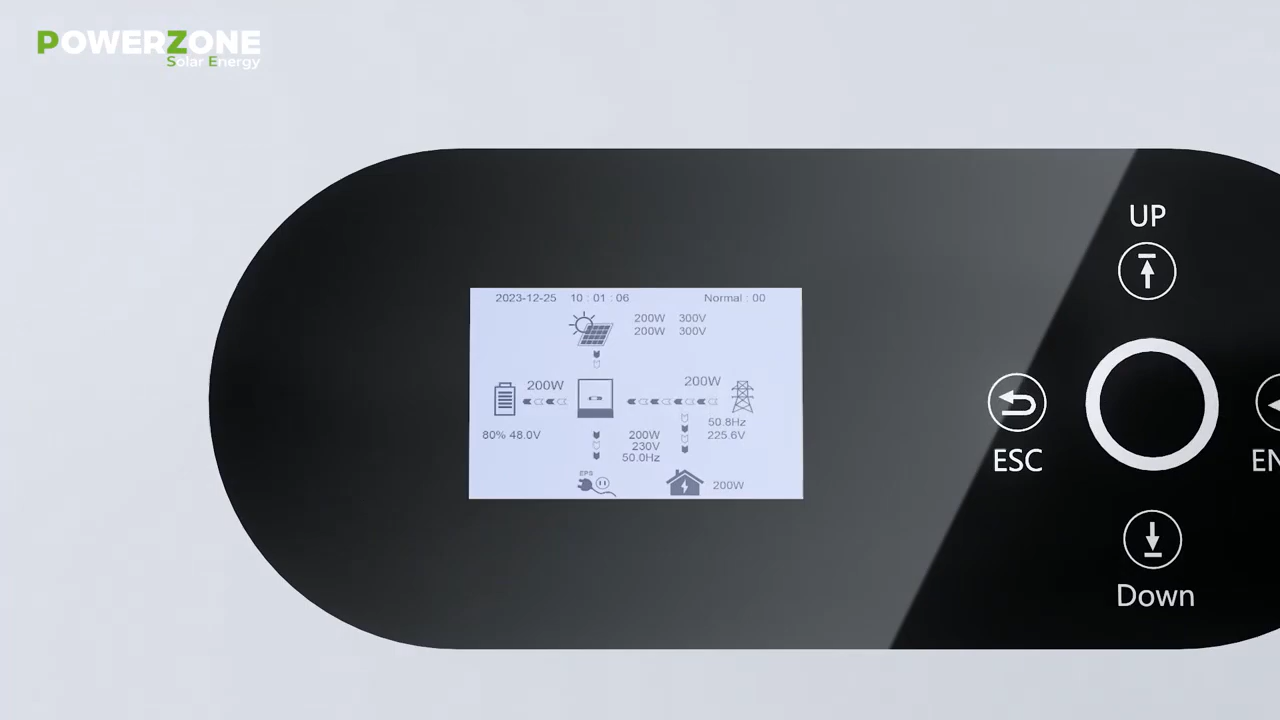 POWERZONE
Solar Energy
2023-12-25 10 : 01 : 06 Normal : 00
200W 300V
200W 300V
200W
200W
80% 48.0V
50.8Hz
225.6V
200W
230V
50.0Hz
EPS
200W
UP
ESC
EN
Down